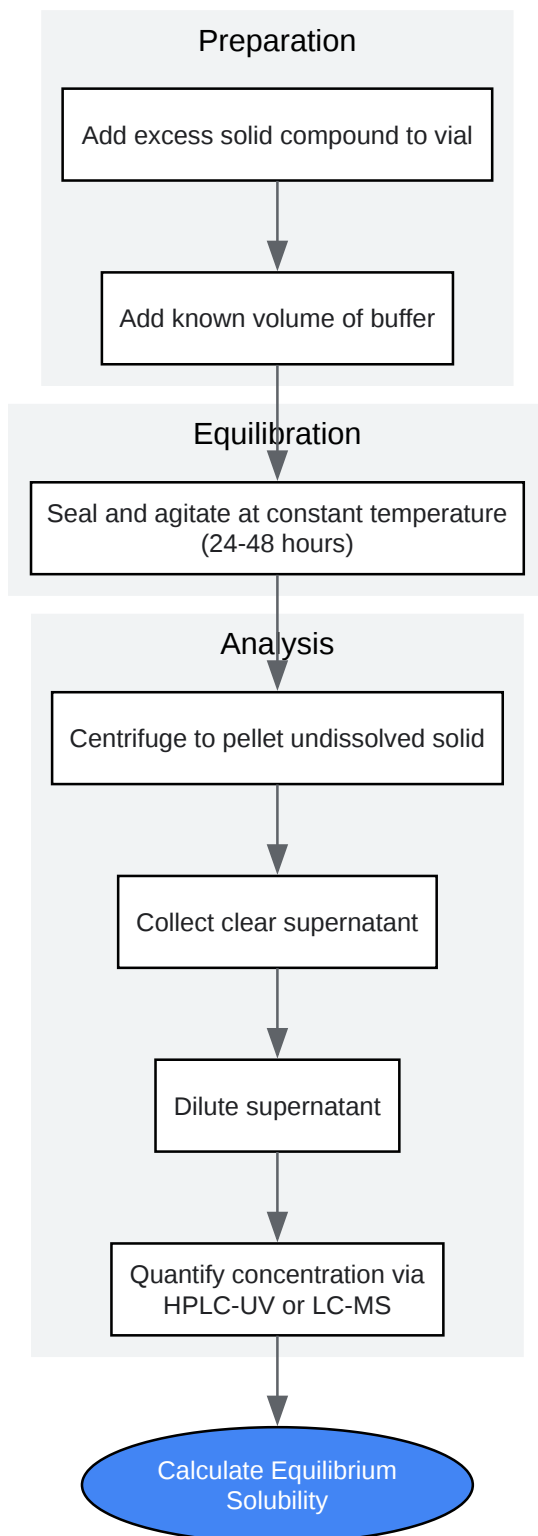 Preparation
Add excess solid compound to vial
Add known volume of buffer
Equilibration
Seal and agitate at constant temperature
(24-48 hours)
Analysis
Centrifuge to pellet undissolved solid
Collect clear supernatant
Dilute supernatant
Quantify concentration via
HPLC-UV or LC-MS
Calculate Equilibrium
Solubility